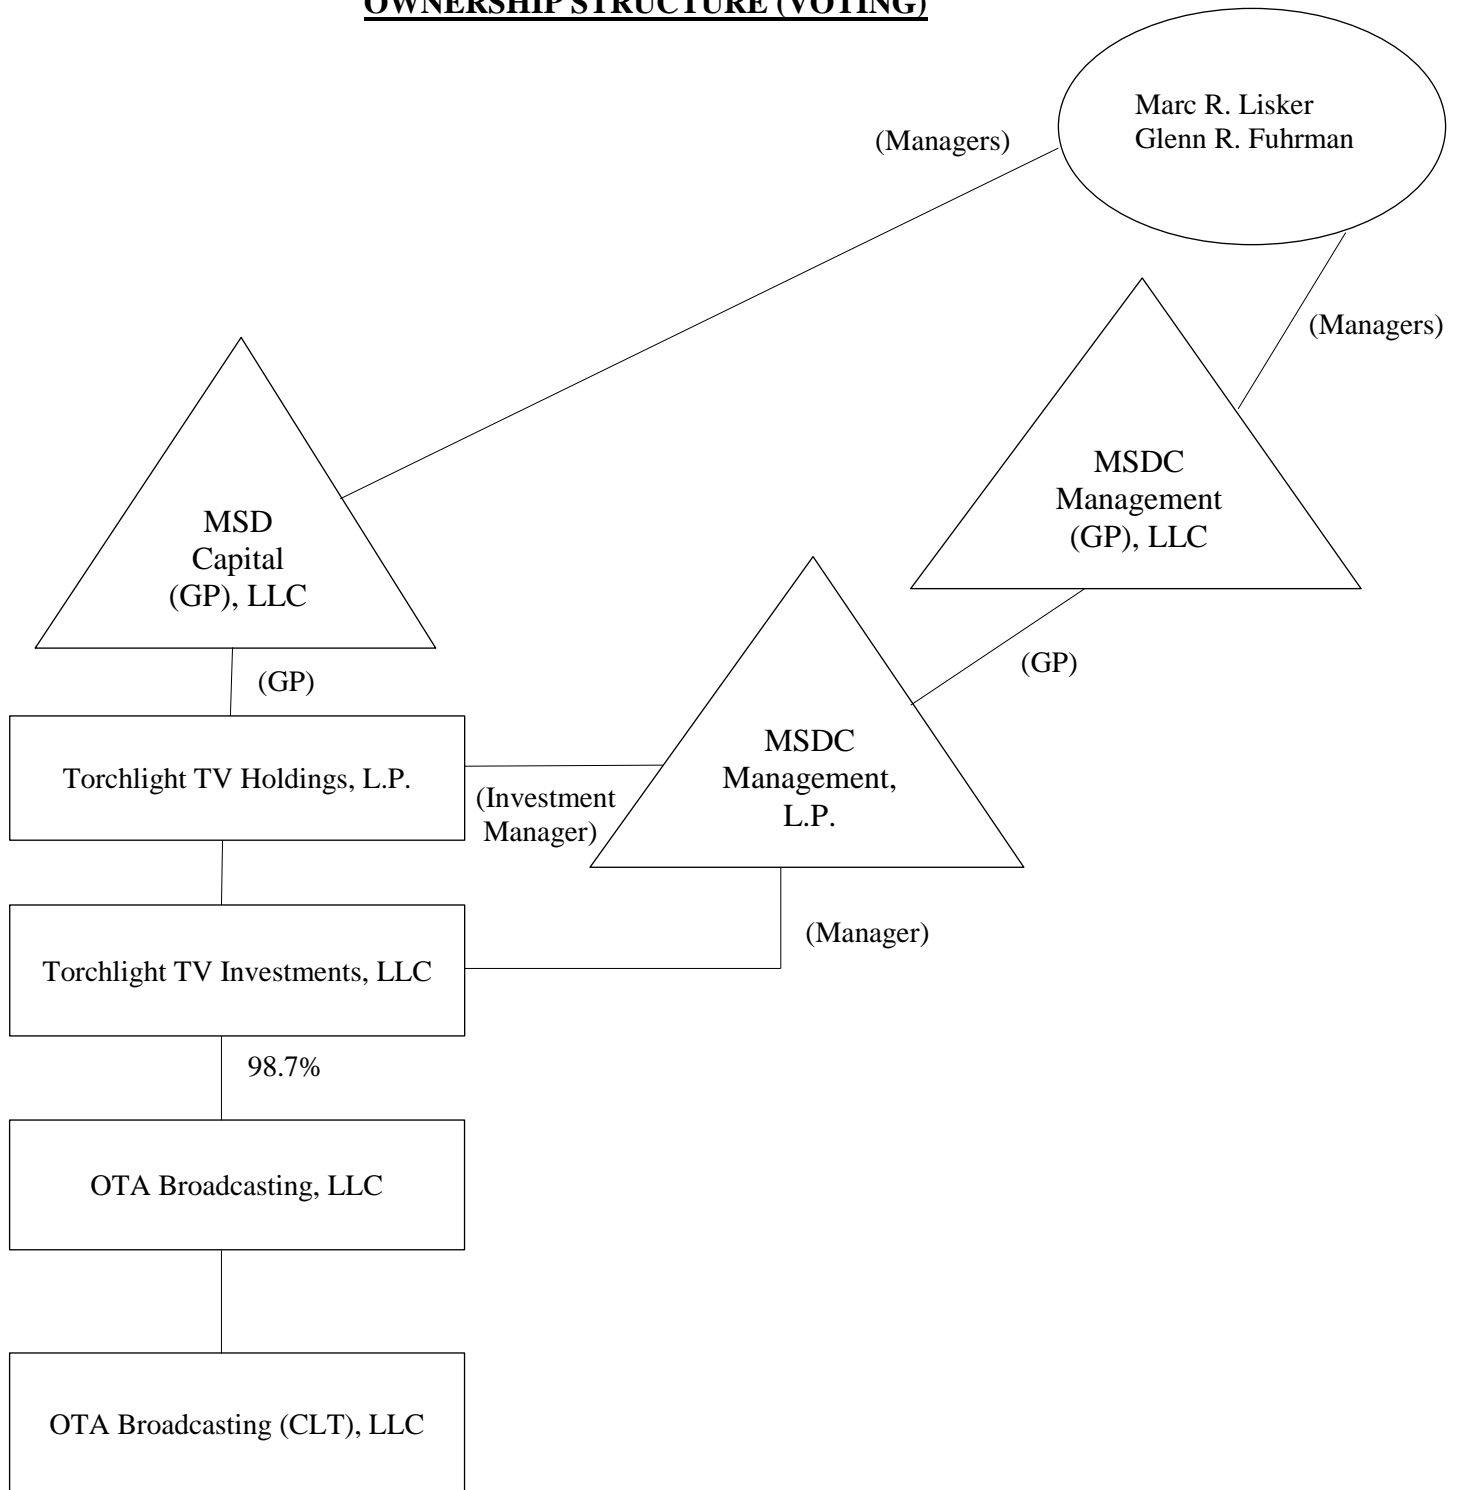 OWNERSHIP STRUCTURE (VOTING)
Marc R. Lisker
Glenn R. Fuhrman
(Managers)
(Managers)
MSDC
Management
(GP), LLC
MSD
Capital
(GP), LLC
(GP)
(GP)
MSDC
Management,
L.P.
Torchlight TV Holdings, L.P.
(Investment
Manager)
(Manager)
Torchlight TV Investments, LLC
98.7%
OTA Broadcasting, LLC
OTA Broadcasting (CLT), LLC